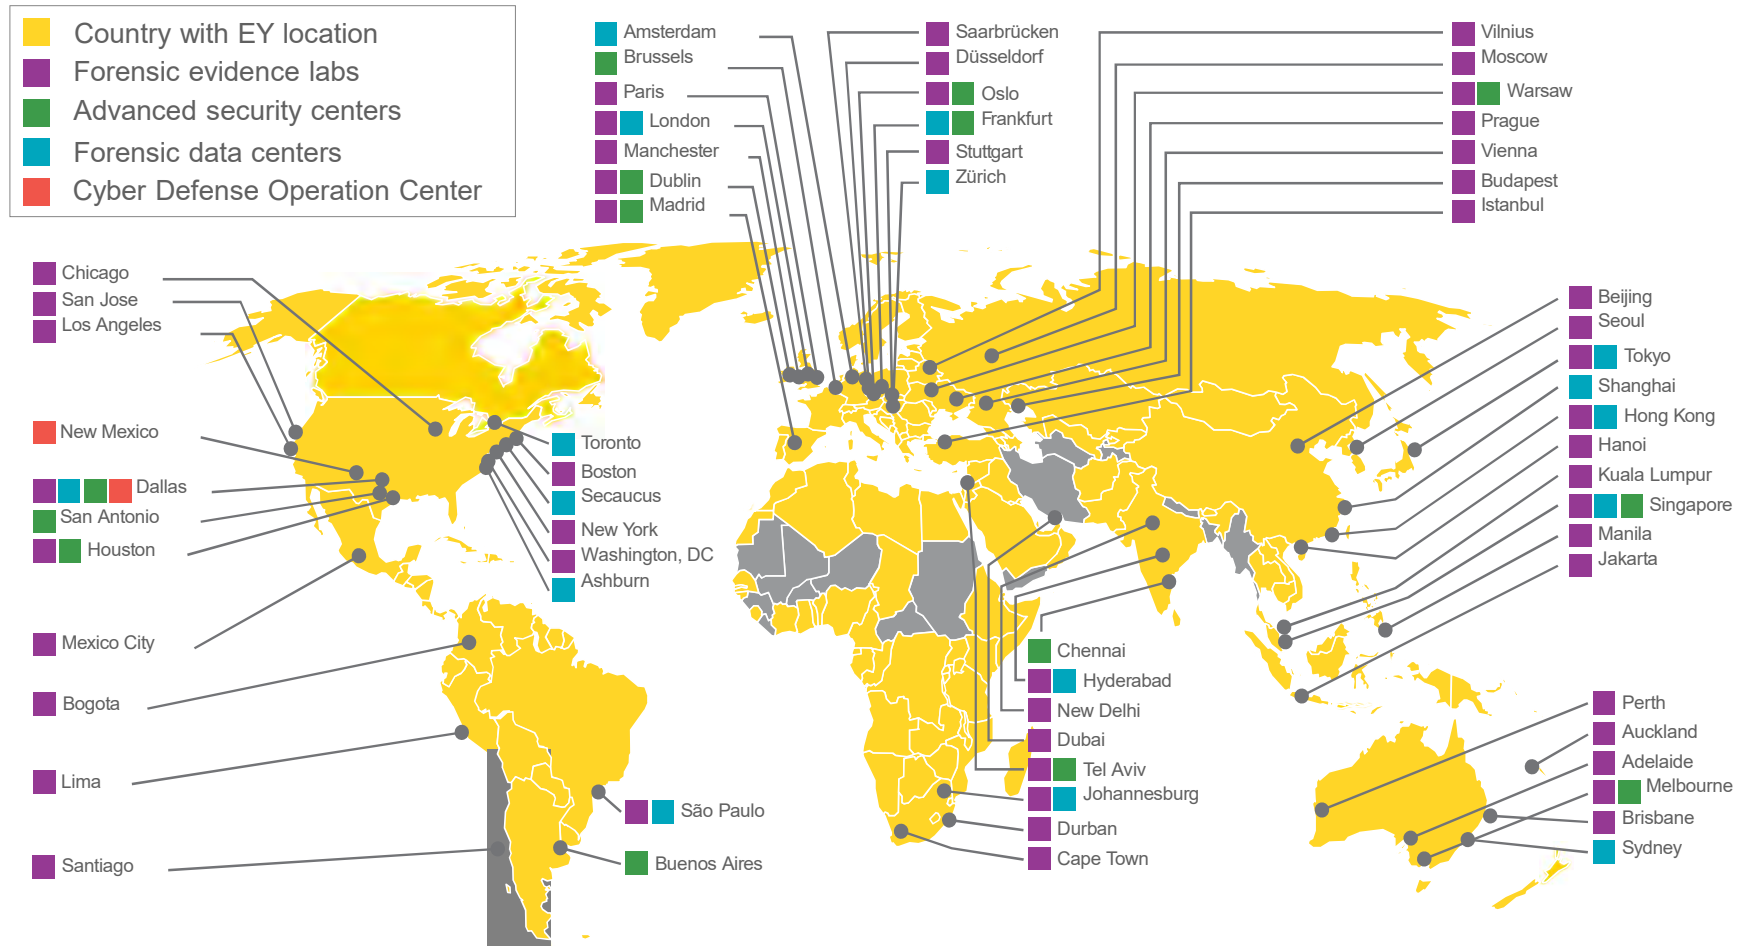 Country with EY location
Forensic evidence labs
Advanced security centers
Forensic data centers
Cyber Defense Operation Center
Amsterdam
Brussels
Paris
London
Manchester
Dublin
Madrid
Saarbrücken
Düsseldorf
Oslo
Frankfurt
Stuttgart
Zürich
Vilnius
Moscow
Warsaw
Prague
Vienna
Budapest
Istanbul
Chicago
San Jose
Los Angeles
New Mexico
Dallas
San Antonio
Houston
Mexico City
Bogota
Lima
Santiago
Toronto
Boston
Secaucus
New York
Washington, DC
Ashburn
São Paulo
Buenos Aires
Chennai
Hyderabad
New Delhi
Dubai
Tel Aviv
Johannesburg
Durban
Cape Town
Beijing
Seoul
Tokyo
Shanghai
Hong Kong
Hanoi
Kuala Lumpur
Singapore
Manila
Jakarta
Perth
Auckland
Adelaide
Melbourne
Brisbane
Sydney